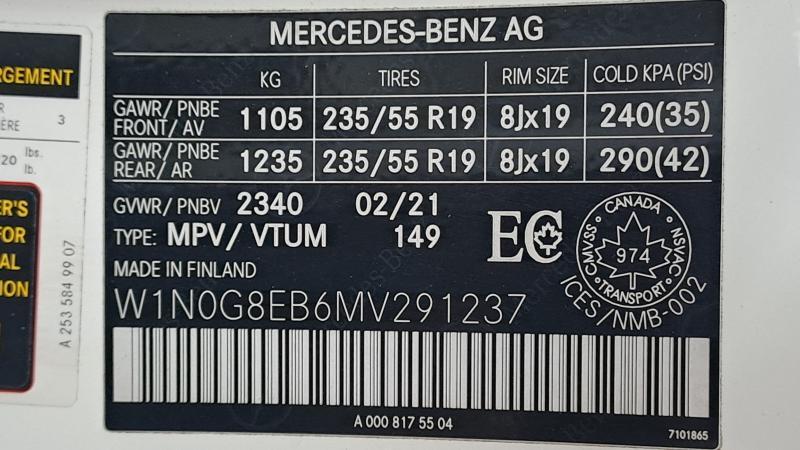 MERCEDES-BENZ AG
KG TIRES RIM SIZE COLD KPA (PSI)
GAWR/ PNBE FRONT/ AV 1105 235/55 R19 8Jx19 240(35)
GAWR/ PNBE REAR/ AR 1235 235/55 R19 8Jx19 290(42)
GVWR/ PNBV 2340 02/21
TYPE: MPV/ VTUM 149
EC
CANADA
CMVSS 974 NSVAC
TRANSPORT
ICES/NMB-002
MADE IN FINLAND
W1N0G8EB6MV291237
A 000 817 55 04
7101865
RGEMENT
3
20 lbs.
lb.
ER'S
FOR
AL
ION
A 253 584 99 07